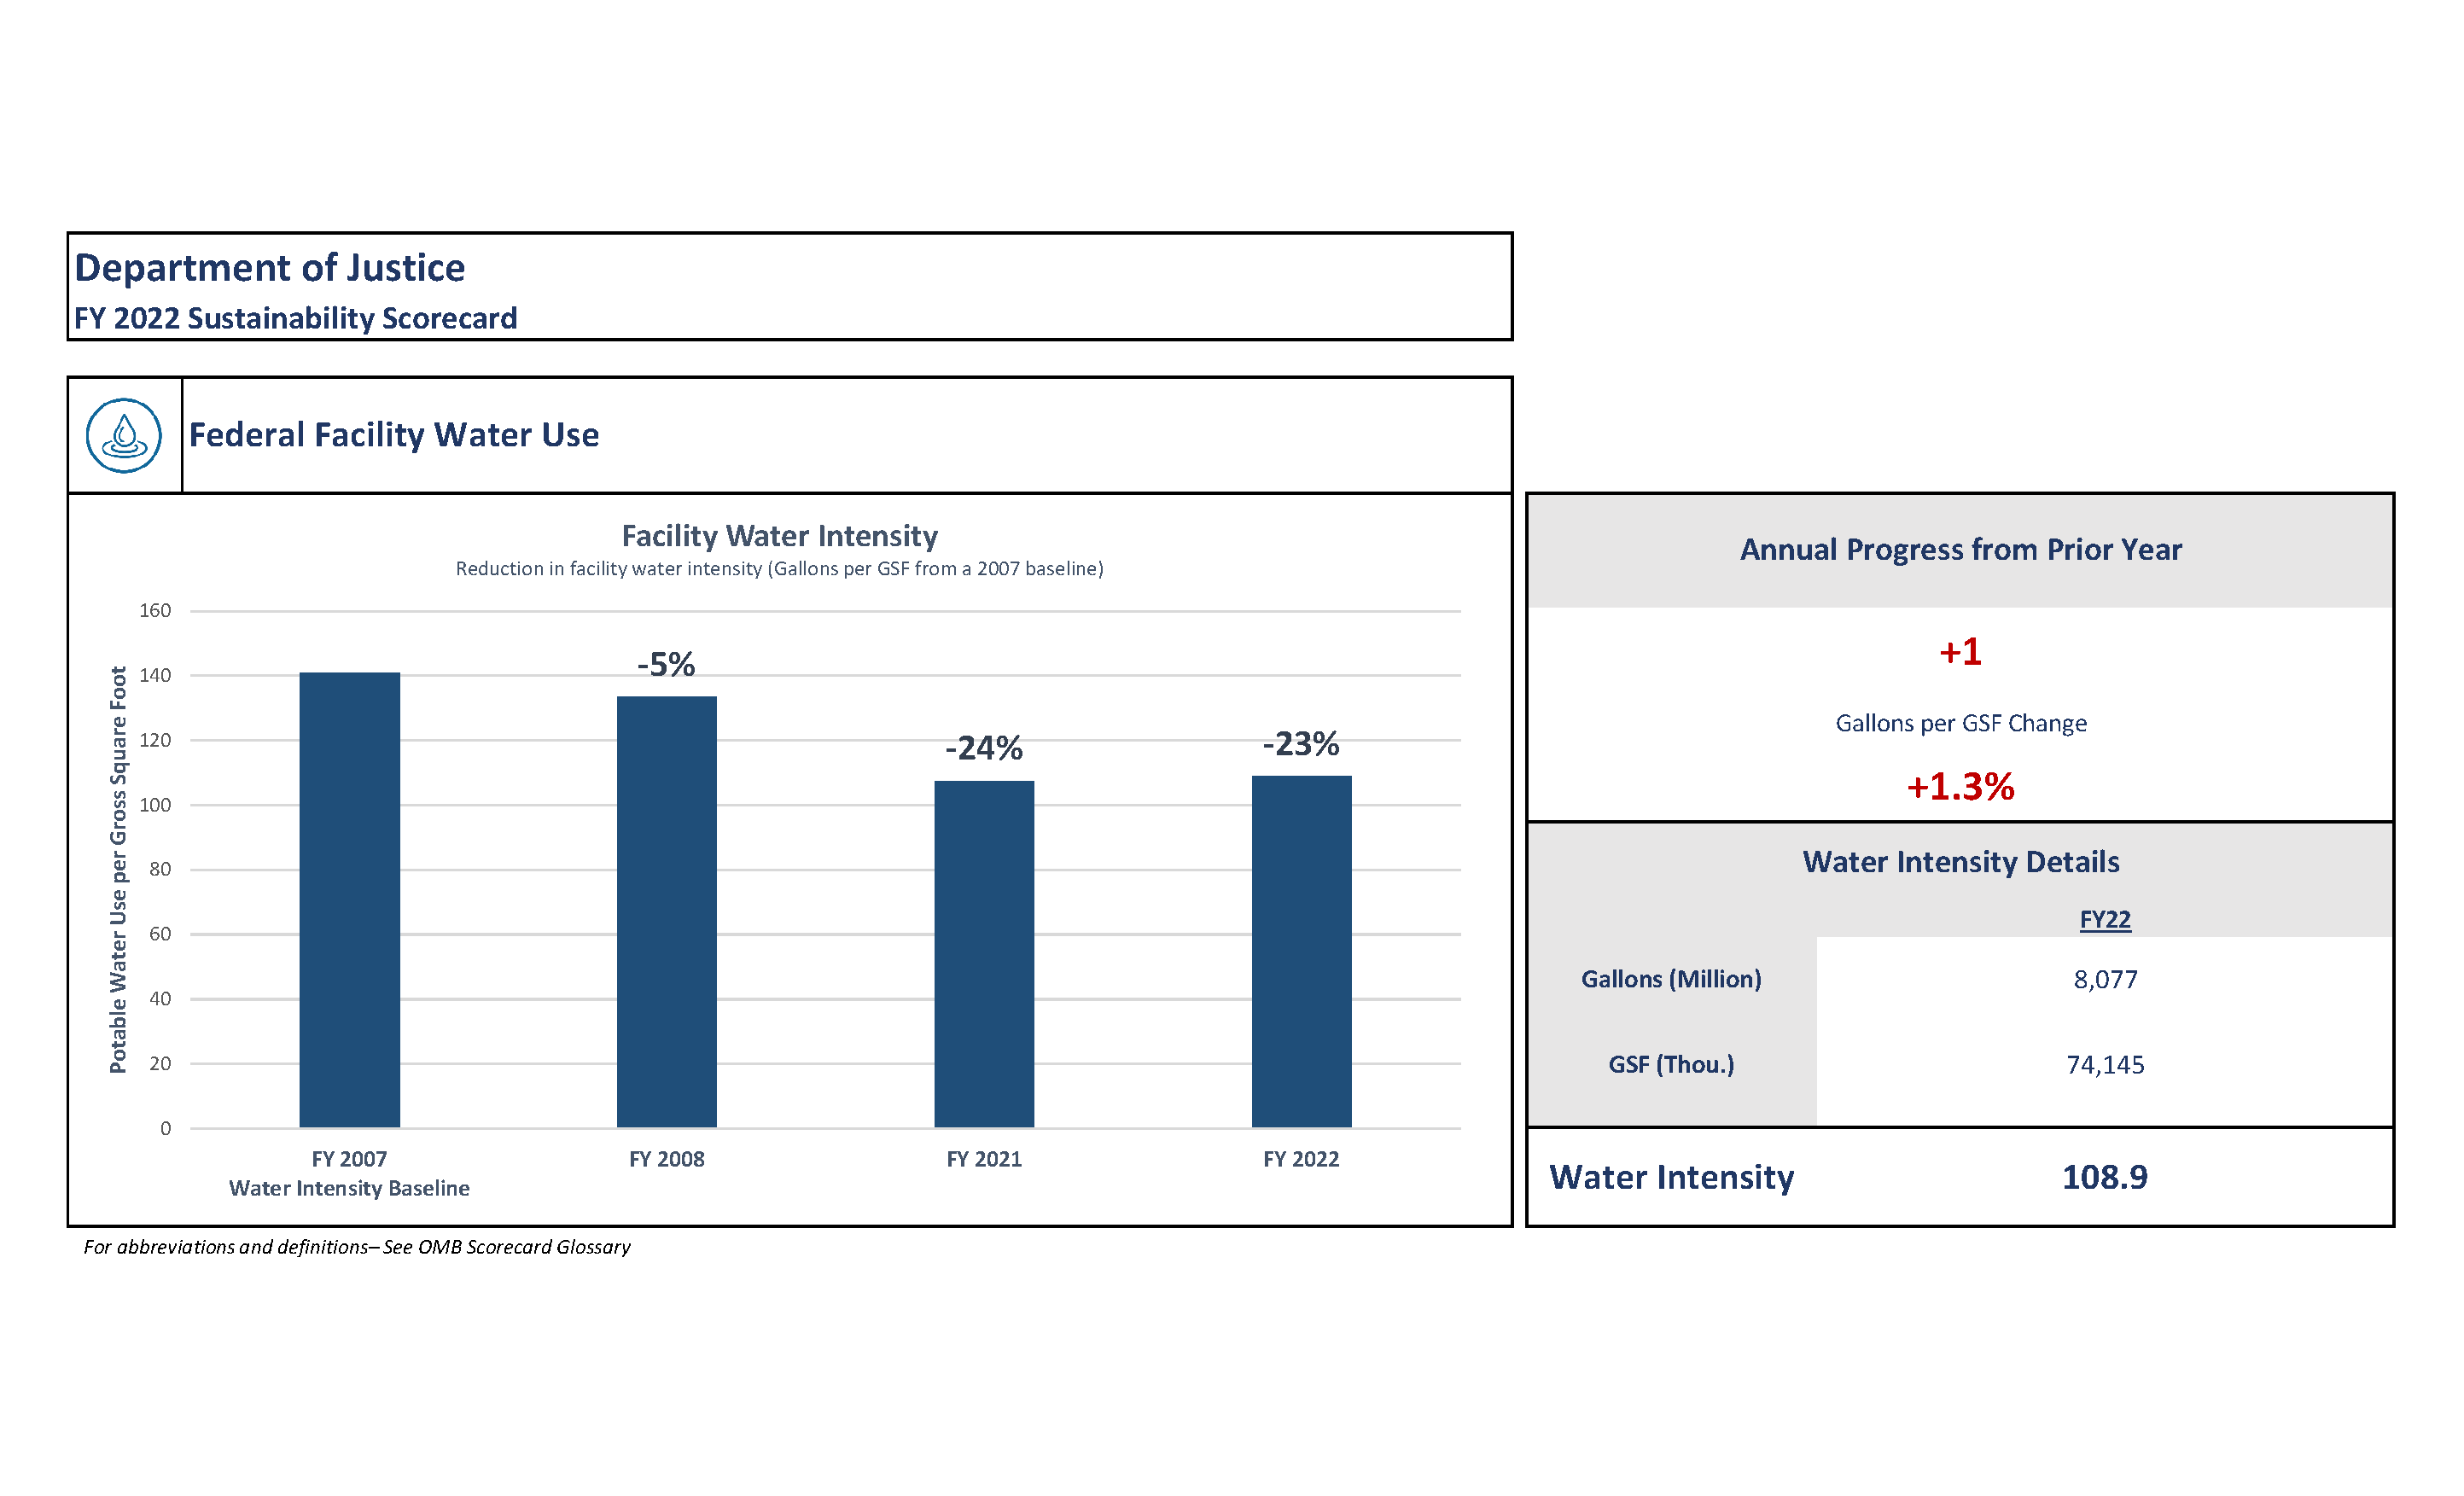 Department of Justice
FY 2022 Sustainability Scorecard
Federal Facility Water Use
Facility Water Intensity
Reduction in facility water intensity (Gallons per GSF from a 2007 baseline)
Potable Water Use per Gross Square Foot
160
140
120
100
80
60
40
20
0
-5%
-24%
-23%
FY 2007
Water Intensity Baseline
FY 2008
FY 2021
FY 2022
Annual Progress from Prior Year
+1
Gallons per GSF Change
+1.3%
Water Intensity Details
FY22
Gallons (Million) 8,077
GSF (Thou.) 74,145
Water Intensity 108.9
For abbreviations and definitions– See OMB Scorecard Glossary